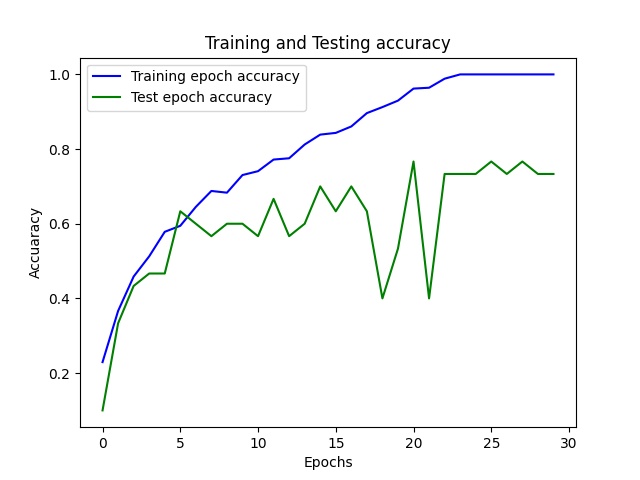 Training and Testing accuracy
Training epoch accuracy
Test epoch accuracy
1.0
0.8
0.6
0.4
0.2
Accuaracy
0 5 10 15 20 25 30
Epochs